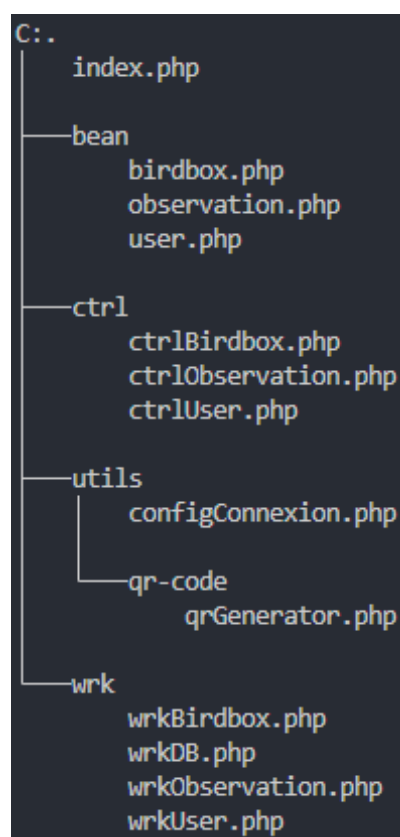 C:.
index.php
bean
birdbox.php
observation.php
user.php
ctrl
ctrlBirdbox.php
ctrlObservation.php
ctrlUser.php
utils
configConnexion.php
qr-code
qrGenerator.php
wrk
wrkBirdbox.php
wrkDB.php
wrkObservation.php
wrkUser.php